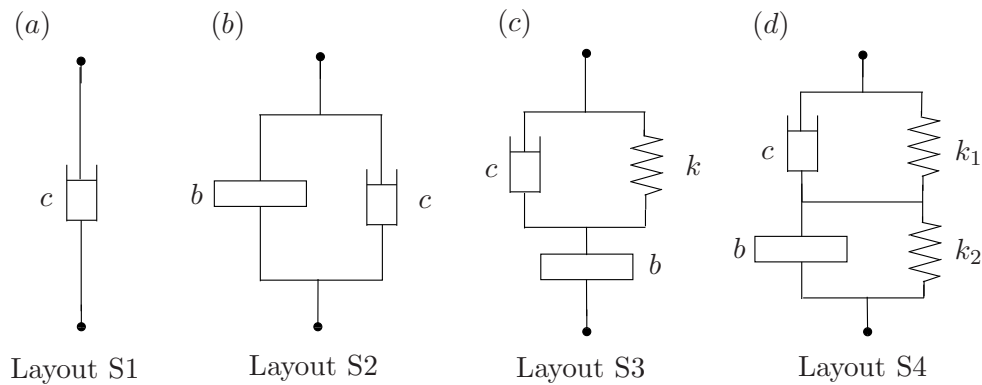 (a)
(b)
(c)
(d)
c
b
c
c
k
b
c
k₁
b
k₂
Layout S1
Layout S2
Layout S3
Layout S4